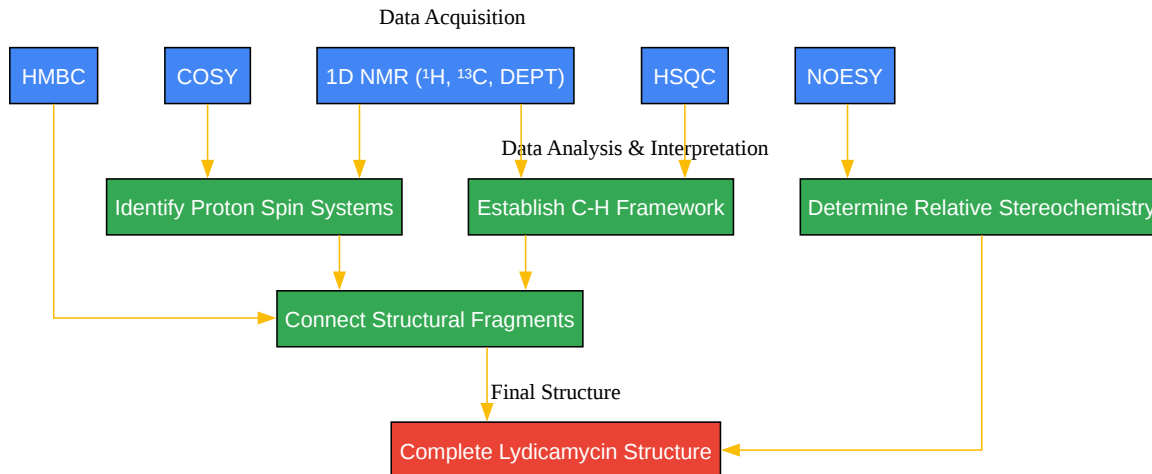 Data Acquisition
HMBC
COSY
1D NMR (¹H, ¹³C, DEPT)
HSQC
NOESY
Data Analysis & Interpretation
Identify Proton Spin Systems
Establish C-H Framework
Determine Relative Stereochemistry
Connect Structural Fragments
Final Structure
Complete Lydicamycin Structure